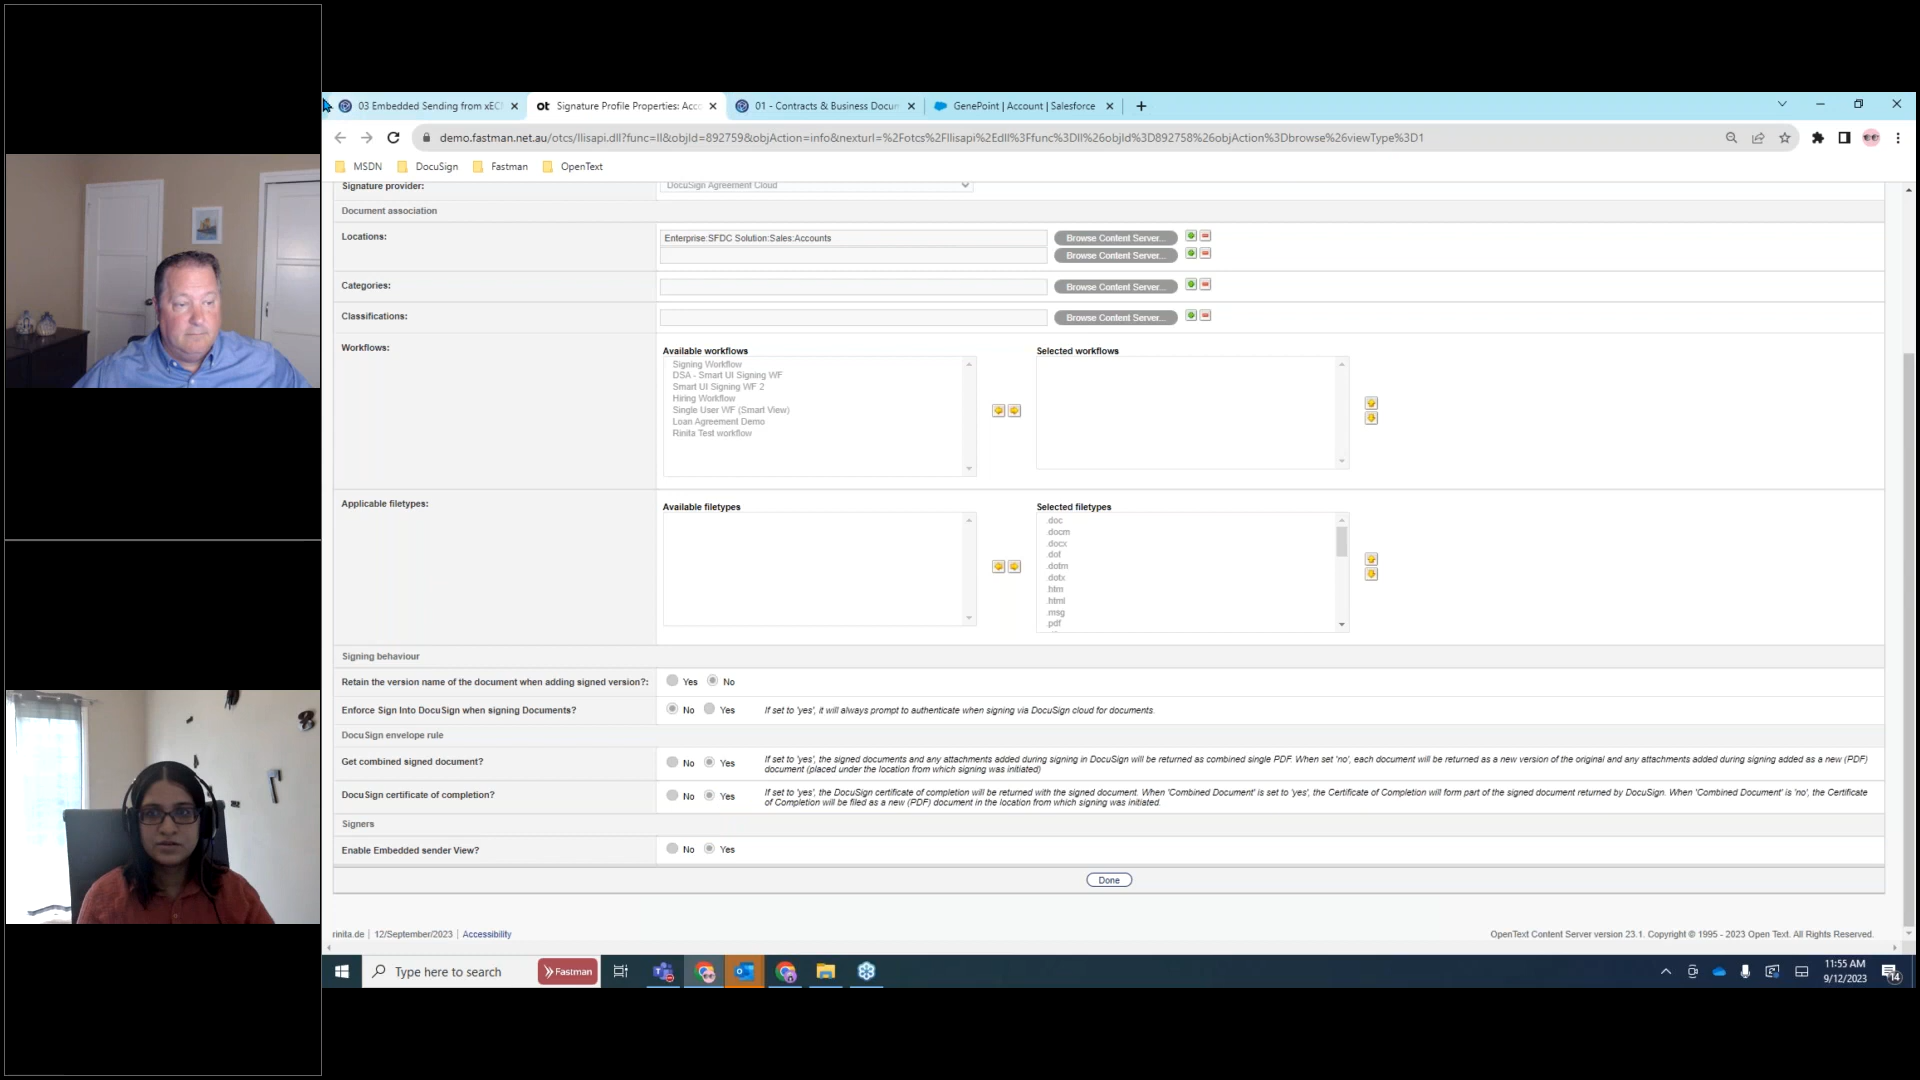 03 Embedded Sending from xEC
Signature Profile Properties: Acc
01 - Contracts & Business Docun
GenePoint | Account | Salesforce
demo.fastman.net.au/otcs/llisapi.dll?func=ll&objId=892759&objAction=info&nexturl=%2Fotcs%2Fllisapi%2Edll%3Ffunc%3Dll%26objId%3D892758%26objAction%3Dbrowse%26viewType%3D1
MSDN
DocuSign
Fastman
OpenText
Signature provider:
DocuSign Agreement Cloud
Document association
Locations:
Enterprise:SFDC Solution:Sales:Accounts
Browse Content Server...
Browse Content Server...
Categories:
Browse Content Server...
Classifications:
Browse Content Server...
Workflows:
Available workflows
Signing Workflow
DSA - Smart UI Signing WF
Smart UI Signing WF 2
Hiring Workflow
Single User WF (Smart View)
Loan Agreement Demo
Rinita Test workflow
Selected workflows
Applicable filetypes:
Available filetypes
Selected filetypes
.doc
.docm
.docx
.dot
.dotm
.dotx
.htm
.html
.msg
.pdf
Signing behaviour
Retain the version name of the document when adding signed version?:
Yes No
Enforce Sign Into DocuSign when signing Documents?
No Yes
If set to 'yes', it will always prompt to authenticate when signing via DocuSign cloud for documents.
DocuSign envelope rule
Get combined signed document?
No Yes
If set to 'yes', the signed documents and any attachments added during signing in DocuSign will be returned as combined single PDF. When set 'no', each document will be returned as a new version of the original and any attachments added during signing added as a new (PDF)
document (placed under the location from which signing was initiated)
DocuSign certificate of completion?
No Yes
If set to 'yes', the DocuSign certificate of completion will be returned with the signed document. When 'Combined Document' is set to 'yes', the Certificate of Completion will form part of the signed document returned by DocuSign. When 'Combined Document' is 'no', the Certificate
of Completion will be filed as a new (PDF) document in the location from which signing was initiated.
Signers
Enable Embedded sender View?
No Yes
Done
rinita.de | 12/September/2023 | Accessibility
OpenText Content Server version 23.1. Copyright © 1995 - 2023 Open Text. All Rights Reserved.
Type here to search
Fastman
11:55 AM
9/12/2023
14